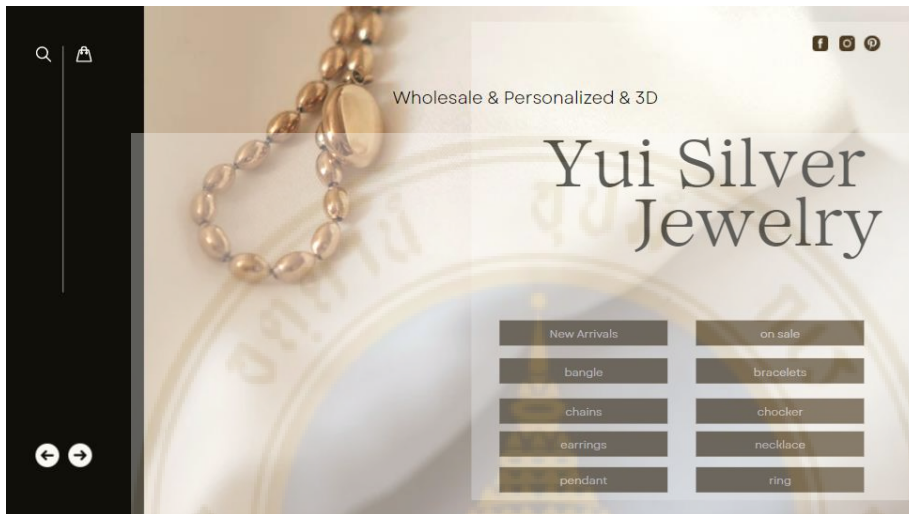 Wholesale & Personalized & 3D
Yui Silver
Jewelry
New Arrivals
on sale
bangle
bracelets
chains
chocker
earrings
necklace
pendant
ring